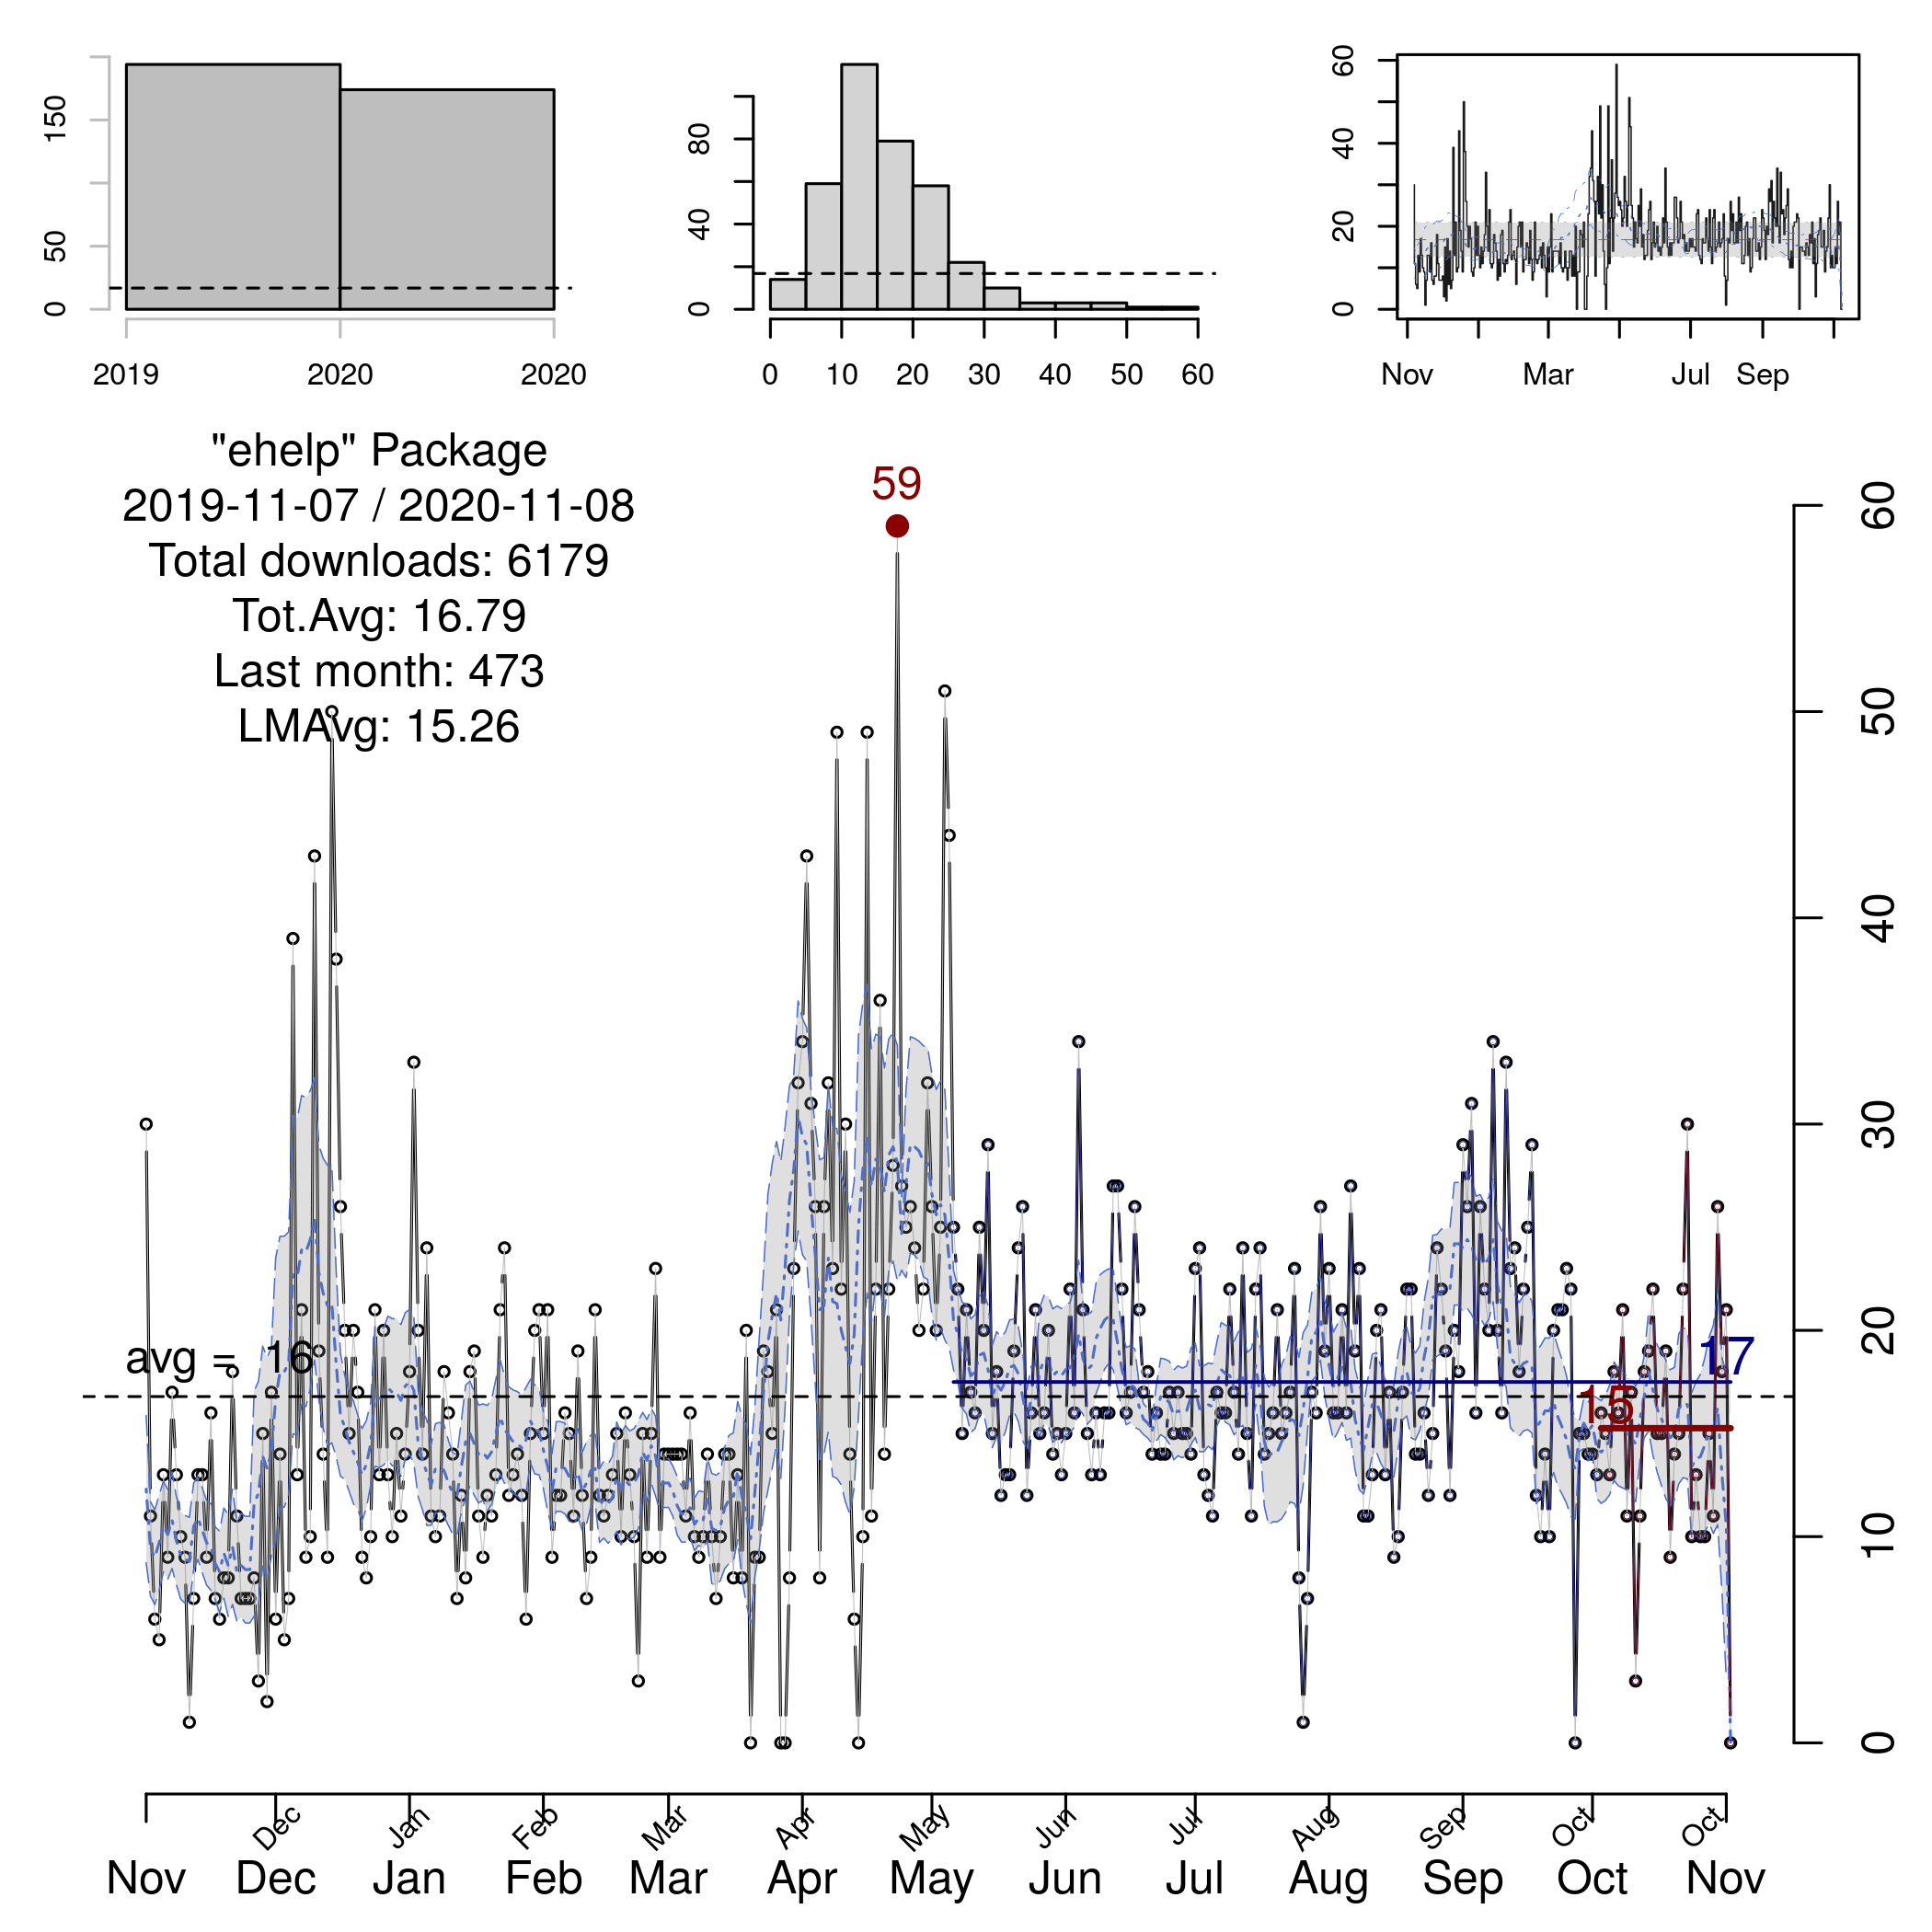 150
50
0
2019 2020 2020
80
40
0
0 10 20 30 40 50 60
60
40
20
0
Nov Mar Jul Sep
"ehelp" Package
2019-11-07 / 2020-11-08
Total downloads: 6179
Tot.Avg: 16.79
Last month: 473
LMAvg: 15.26
59
avg = 16
17
15
60
50
40
30
20
10
0
Dec Jan Feb Mar Apr May Jun Jul Aug Sep Oct Oct
Nov Dec Jan Feb Mar Apr May Jun Jul Aug Sep Oct Nov